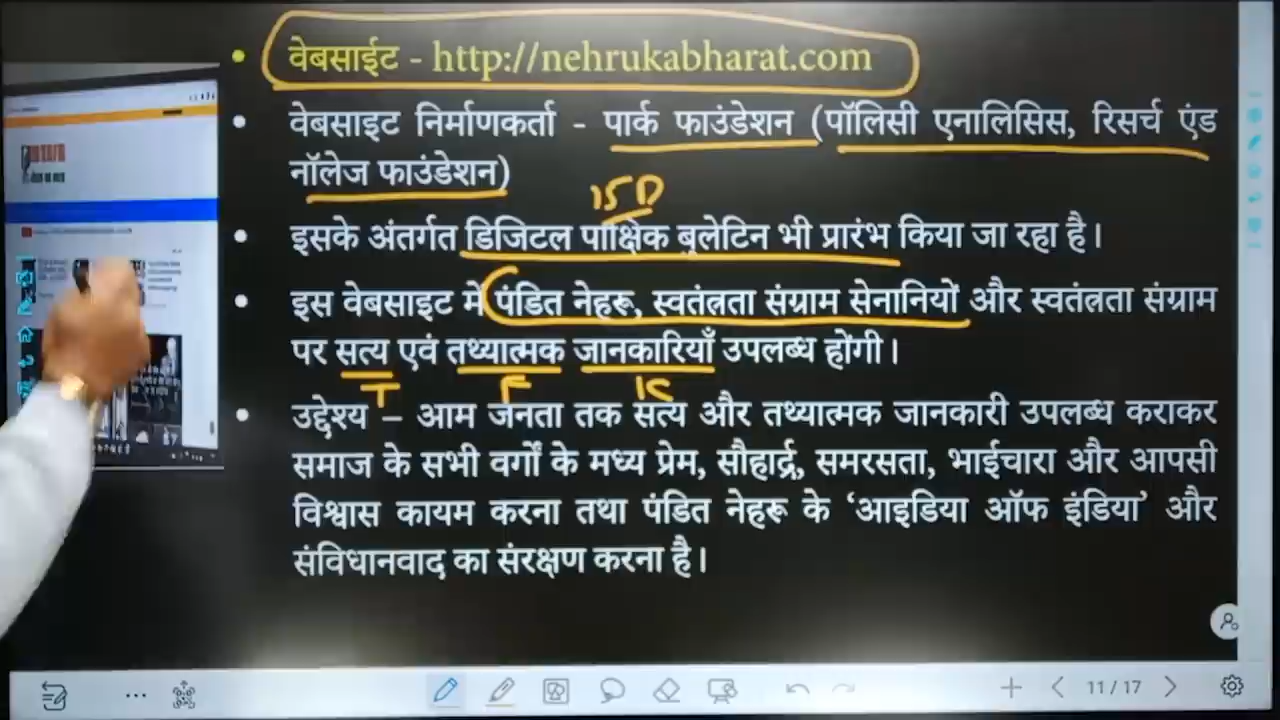 वेबसाईट - http://nehrukabharat.com
वेबसाइट निर्माणकर्ता - पार्क फाउंडेशन (पॉलिसी एनालिसिस, रिसर्च एंड
नॉलेज फाउंडेशन)
15 D
इसके अंतर्गत डिजिटल पाक्षिक बुलेटिन भी प्रारंभ किया जा रहा है।
इस वेबसाइट में पंडित नेहरू, स्वतंत्रता संग्राम सेनानियों और स्वतंत्रता संग्राम
पर सत्य एवं तथ्यात्मक जानकारियाँ उपलब्ध होंगी।
T F K
उद्देश्य – आम जनता तक सत्य और तथ्यात्मक जानकारी उपलब्ध कराकर
समाज के सभी वर्गों के मध्य प्रेम, सौहार्द्र, समरसता, भाईचारा और आपसी
विश्वास कायम करना तथा पंडित नेहरू के ‘आइडिया ऑफ इंडिया’ और
संविधानवाद का संरक्षण करना है।
11 / 17